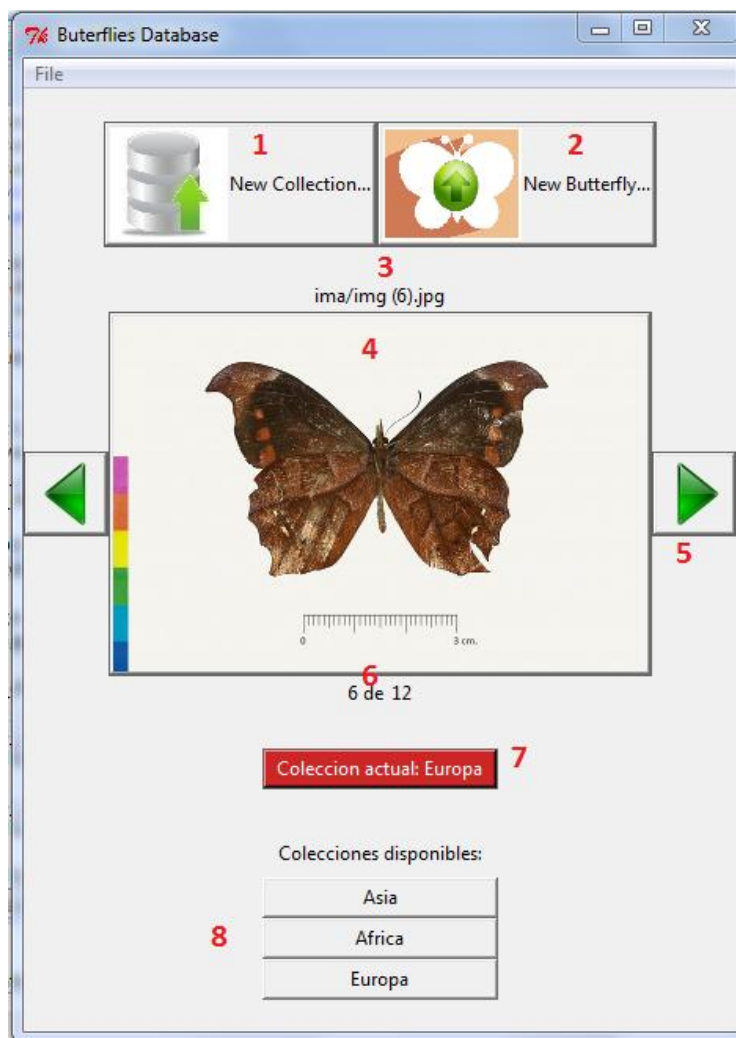 Buterflies Database
File
1
2
New Collection...
New Butterfly...
3
ima/img (6).jpg
4
5
0
3 cm.
6
6 de 12
Coleccion actual: Europa
7
Colecciones disponibles:
Asia
8
Africa
Europa